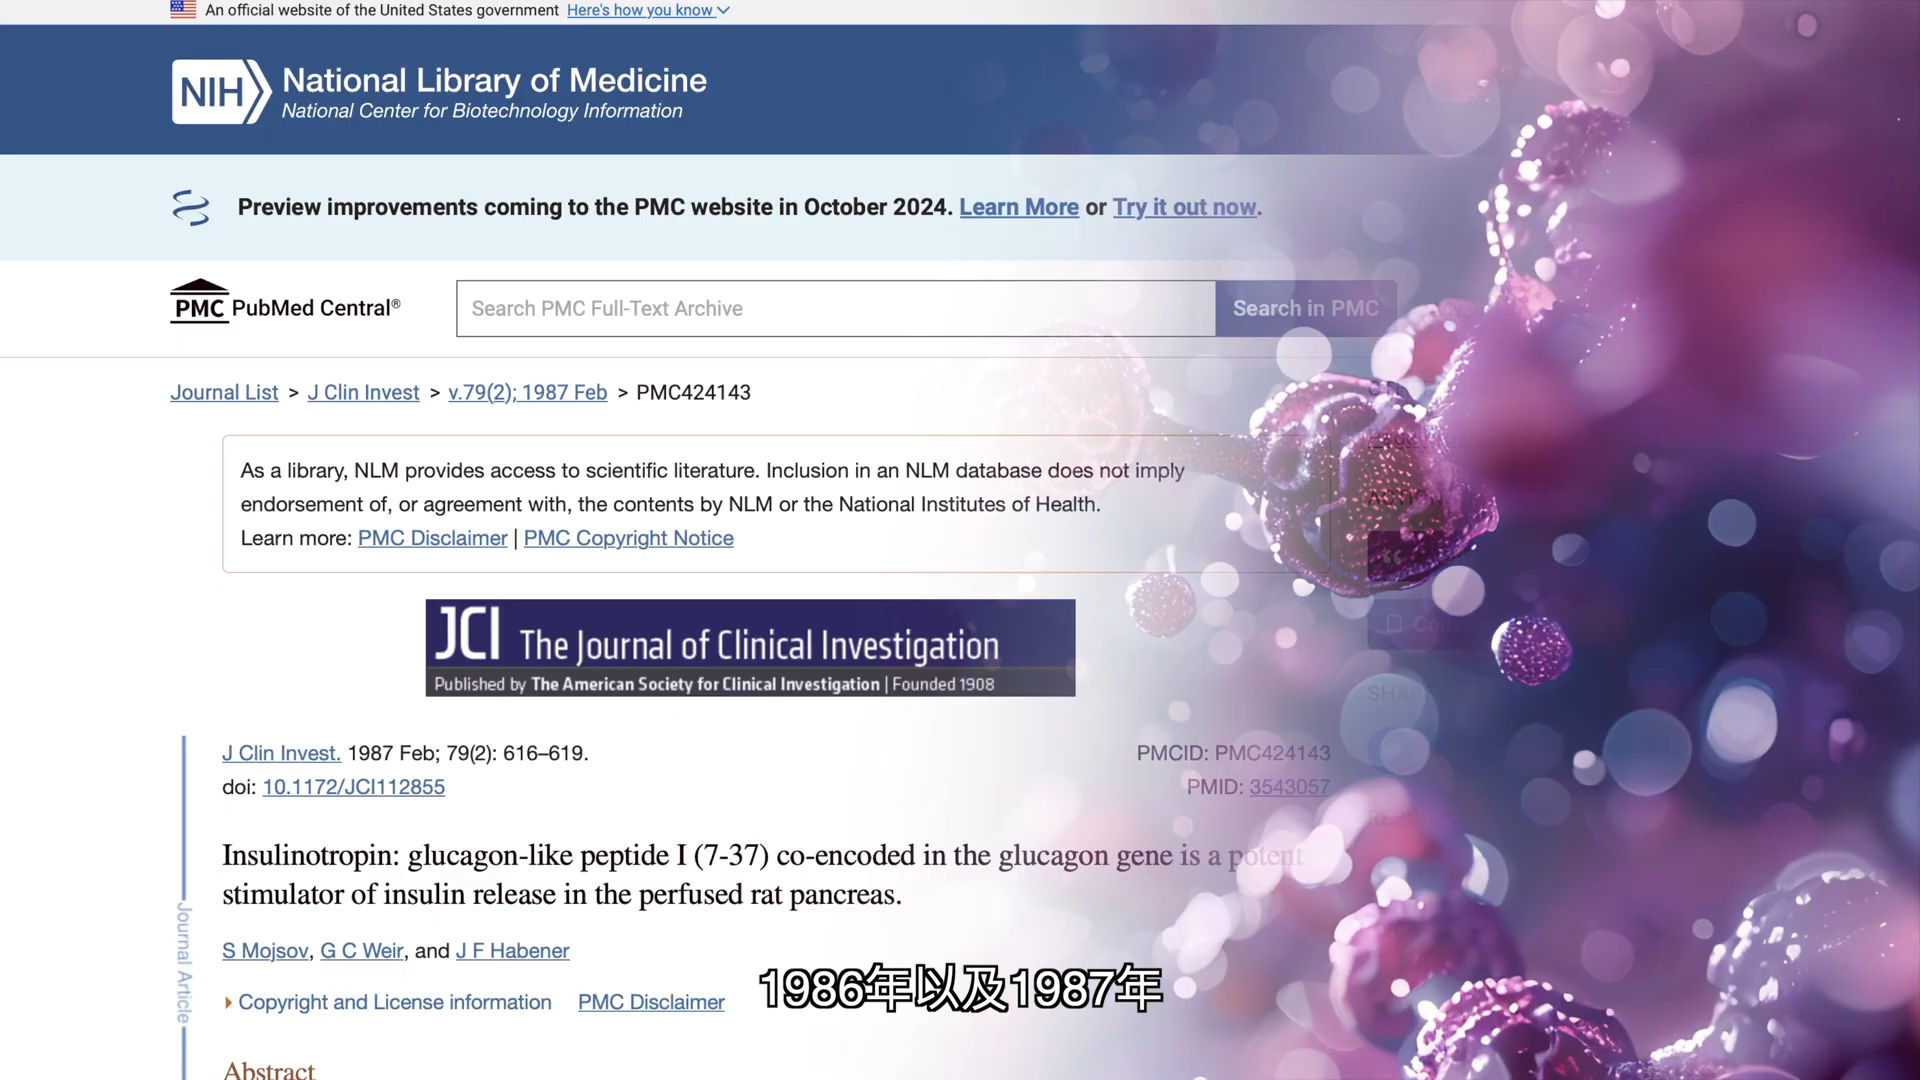 An official website of the United States government Here's how you know
NIH National Library of Medicine
National Center for Biotechnology Information
Preview improvements coming to the PMC website in October 2024. Learn More or Try it out now.
PMC PubMed Central® Search PMC Full-Text Archive Search in PMC
Journal List > J Clin Invest > v.79(2); 1987 Feb > PMC424143
As a library, NLM provides access to scientific literature. Inclusion in an NLM database does not imply
endorsement of, or agreement with, the contents by NLM or the National Institutes of Health.
Learn more: PMC Disclaimer | PMC Copyright Notice
JCI The Journal of Clinical Investigation
Published by The American Society for Clinical Investigation | Founded 1908
J Clin Invest. 1987 Feb; 79(2): 616–619. PMCID: PMC424143
doi: 10.1172/JCI112855 PMID: 3543057
Insulinotropin: glucagon-like peptide I (7-37) co-encoded in the glucagon gene is a potent
stimulator of insulin release in the perfused rat pancreas.
S Mojsov, G C Weir, and J F Habener
Copyright and License information PMC Disclaimer
Journal Article
Abstract
1986年以及1987年